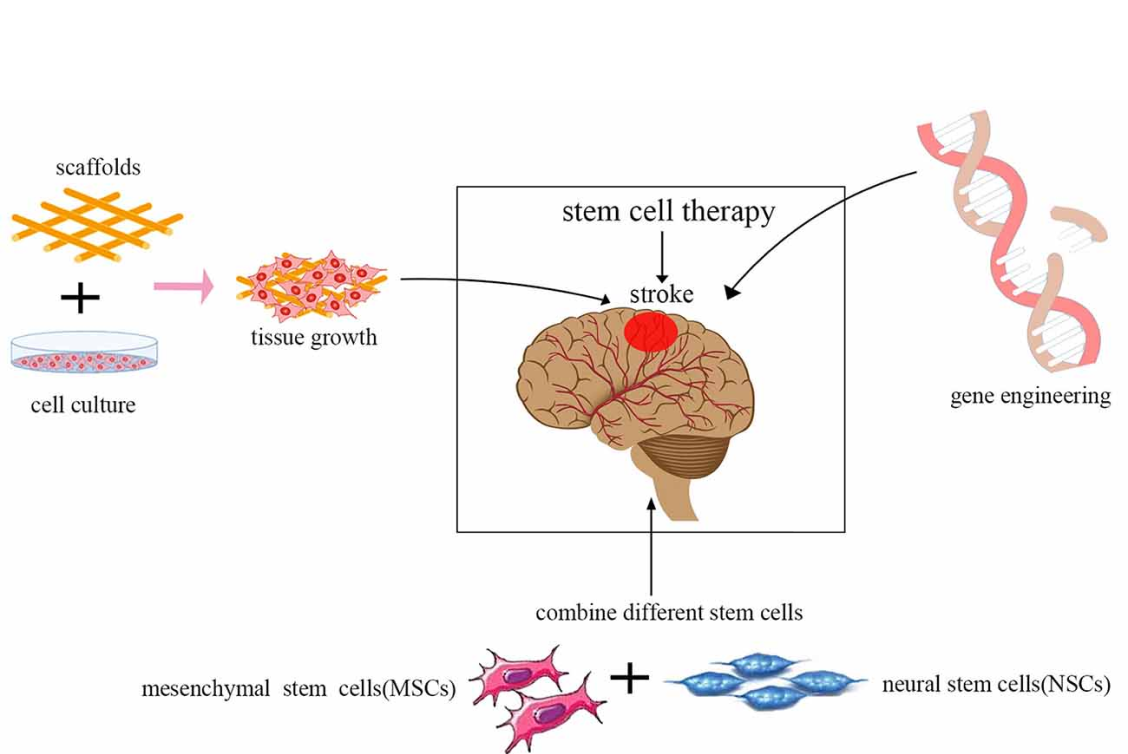 scaffolds
stem cell therapy
stroke
tissue growth
cell culture
gene engineering
combine different stem cells
mesenchymal stem cells(MSCs)
neural stem cells(NSCs)